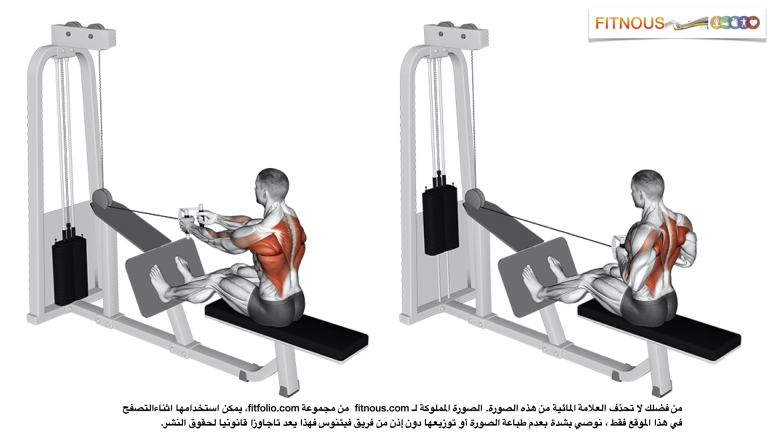 FITNOUS
من فضلك لا تحذف العلامة المائية من هذه الصورة. الصورة المملوكة لـ fitnous.com من مجموعة fitfolio.com، يمكن استخدامها اثناءالتصفح
في هذا الموقع فقط ، نوصي بشدة بعدم طباعة الصورة او توزيعها دون إذن من فريق فيتنوس فهذا يعد تاجاوزا قانونيا لحقوق النشر.